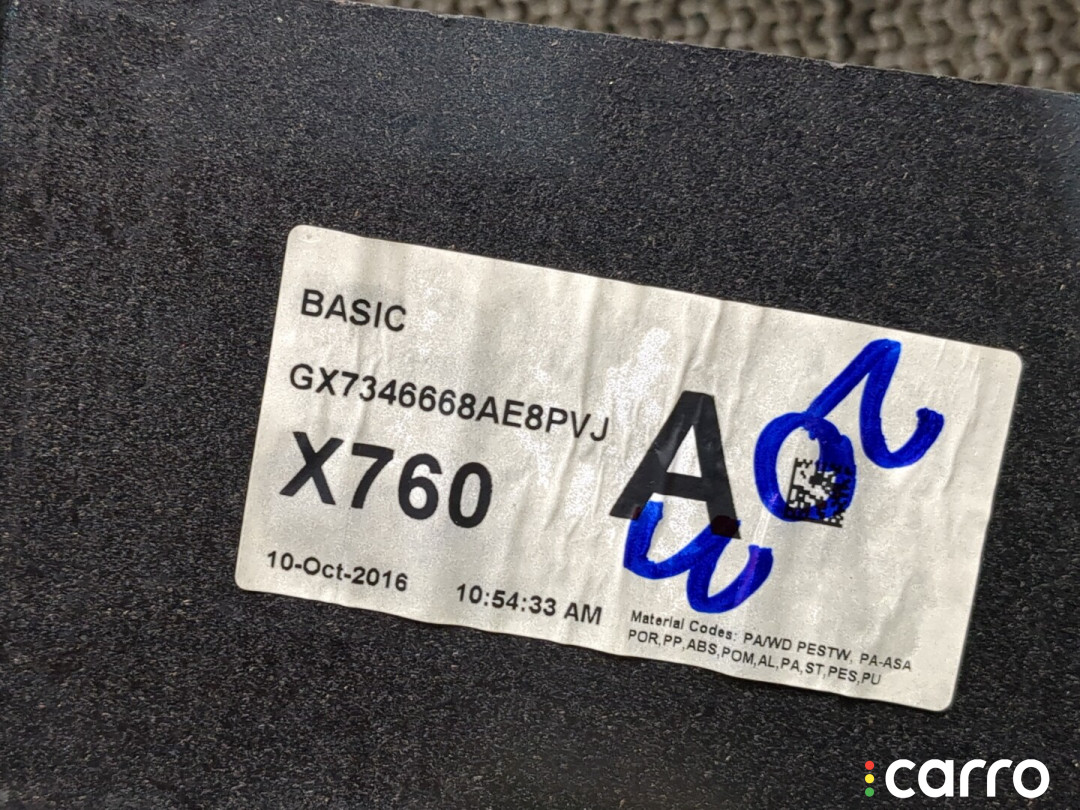 BASIC
GX7346668AE8PVJ
X760
A
10-Oct-2016 10:54:33 AM
Material Codes: PA/WD PESTW, PA-ASA
POR,PP,ABS,POM,AL,PA,ST,PES,PU
carro